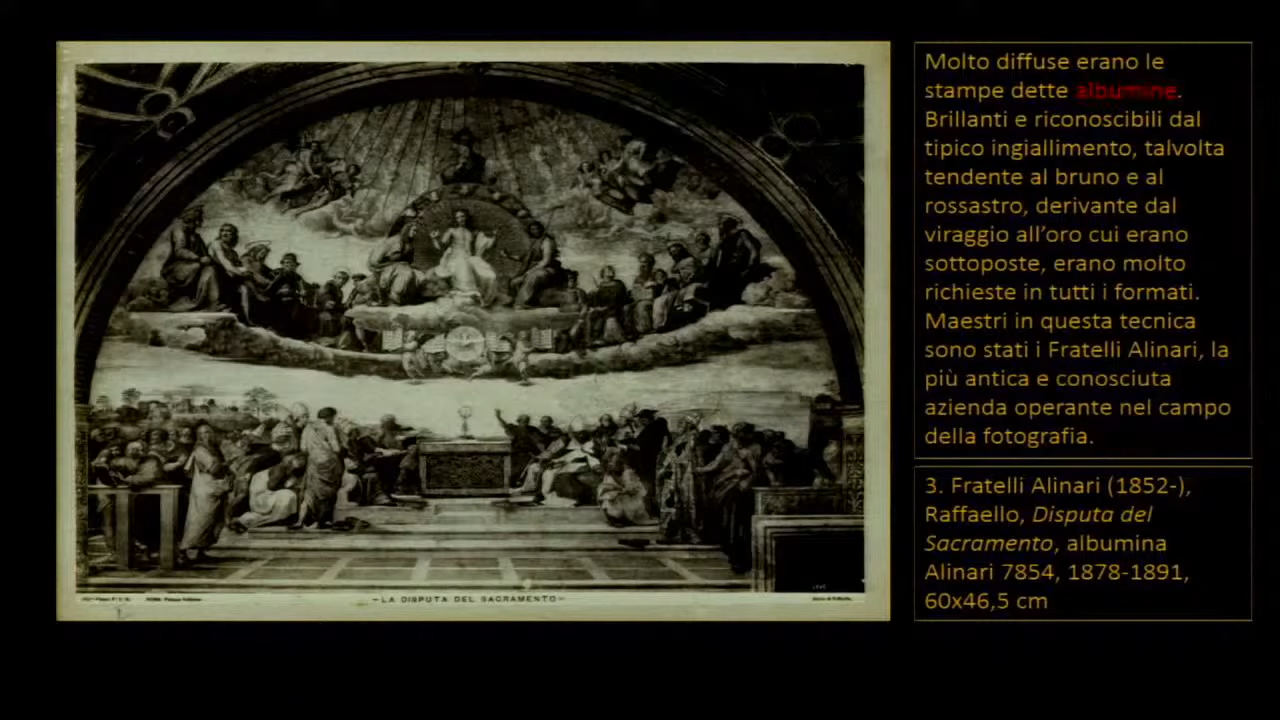 Molto diffuse erano le
stampe dette albumine.
Brillanti e riconoscibili dal
tipico ingiallimento, talvolta
tendente al bruno e al
rossastro, derivante dal
viraggio all’oro cui erano
sottoposte, erano molto
richieste in tutti i formati.
Maestri in questa tecnica
sono stati i Fratelli Alinari, la
più antica e conosciuta
azienda operante nel campo
della fotografia.
3. Fratelli Alinari (1852-),
Raffaello, Disputa del
Sacramento, albumina
Alinari 7854, 1878-1891,
60x46,5 cm
—LA DISPUTA DEL SACRAMENTO—